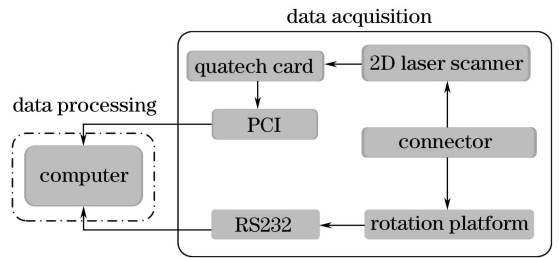 data acquisition
quatech card
2D laser scanner
data processing
PCI
connector
computer
RS232
rotation platform